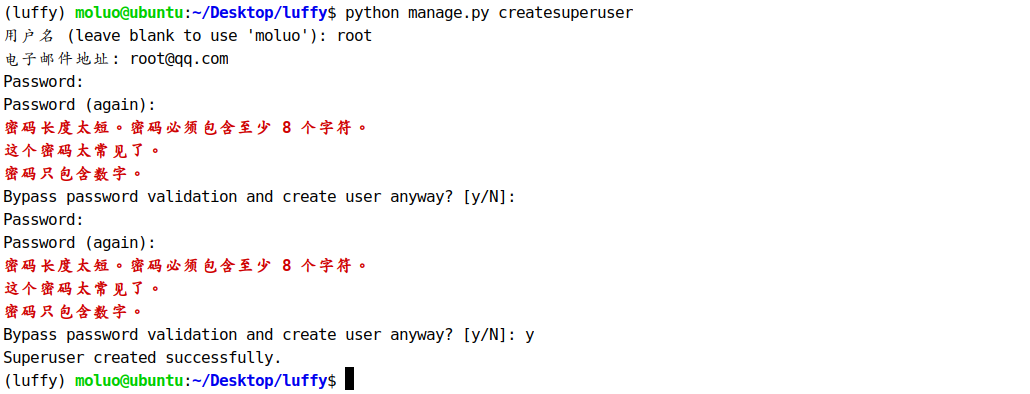 (luffy) moluo@ubuntu:~/Desktop/luffy$ python manage.py createsuperuser
用户名 (leave blank to use 'moluo'): root
电子邮件地址: root@qq.com
Password:
Password (again):
密码长度太短。密码必须包含至少 8 个字符。
这个密码太常见了。
密码只包含数字。
Bypass password validation and create user anyway? [y/N]:
Password:
Password (again):
密码长度太短。密码必须包含至少 8 个字符。
这个密码太常见了。
密码只包含数字。
Bypass password validation and create user anyway? [y/N]: y
Superuser created successfully.
(luffy) moluo@ubuntu:~/Desktop/luffy$